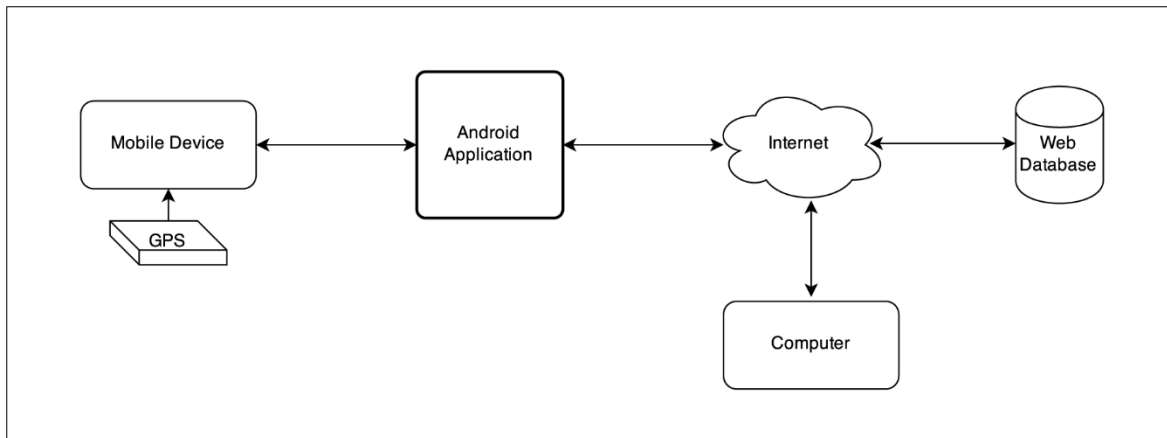 Mobile Device
GPS
Android
Application
Internet
Web
Database
Computer